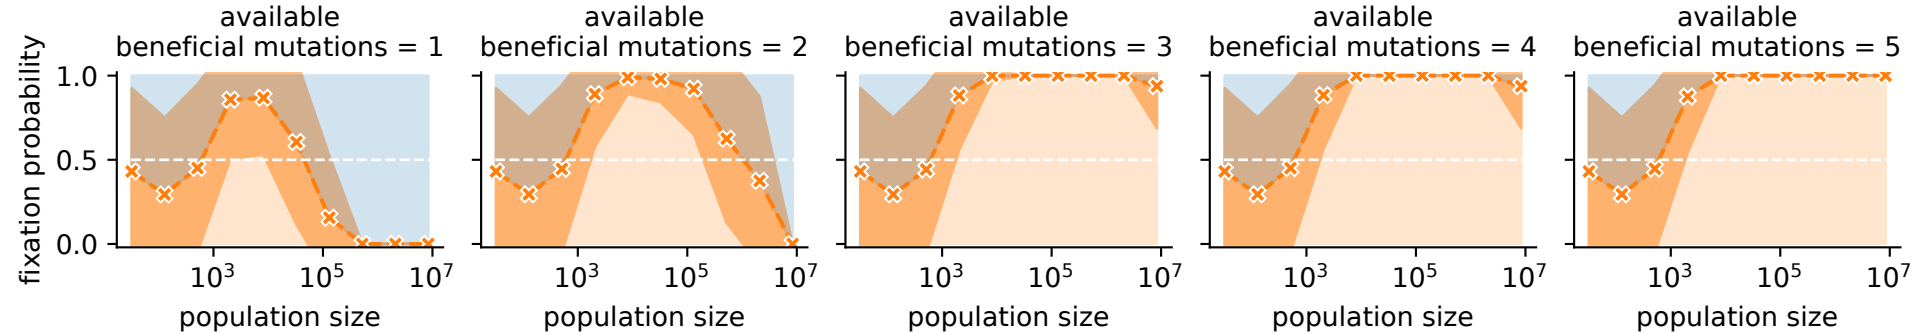 available
beneficial mutations = 1
available
beneficial mutations = 2
available
beneficial mutations = 3
available
beneficial mutations = 4
available
beneficial mutations = 5
fixation probability
1.0
0.5
0.0
10³ 10⁵ 10⁷
10³ 10⁵ 10⁷
10³ 10⁵ 10⁷
10³ 10⁵ 10⁷
10³ 10⁵ 10⁷
population size
population size
population size
population size
population size